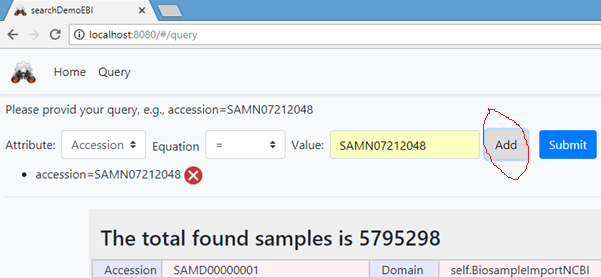 searchDemoEBI
localhost:8080/#/query
Home Query
Please provid your query, e.g., accession=SAMN07212048
Attribute: Accession Equation = Value: SAMN07212048 Add Submit
accession=SAMN07212048
The total found samples is 5795298
Accession SAMD00000001 Domain self.BiosampleImportNCBI